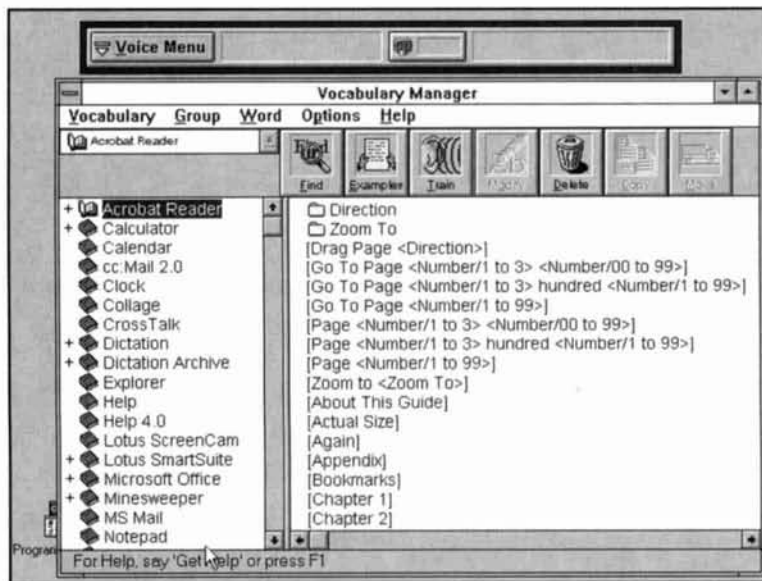 Voice Menu
Vocabulary Manager
Vocabulary Group Word Options Help
Acrobat Reader
Find Examples Train Modify Delete Copy
+ Acrobat Reader
+ Calculator
Calendar
cc:Mail 2.0
Clock
Collage
CrossTalk
+ Dictation
+ Dictation Archive
Explorer
Help
Help 4.0
Lotus ScreenCam
+ Lotus SmartSuite
+ Microsoft Office
+ Minesweeper
MS Mail
Notepad
Direction
Zoom To
[Drag Page <Direction>]
[Go To Page <Number/1 to 3> <Number/00 to 99>]
[Go To Page <Number/1 to 3> hundred <Number/1 to 99>]
[Go To Page <Number/1 to 99>]
[Page <Number/1 to 3> <Number/00 to 99>]
[Page <Number/1 to 3> hundred <Number/1 to 99>]
[Page <Number/1 to 99>]
[Zoom to <Zoom To>]
[About This Guide]
[Actual Size]
[Again]
[Appendix]
[Bookmarks]
[Chapter 1]
[Chapter 2]
Program
For Help, say 'Get Help' or press F1